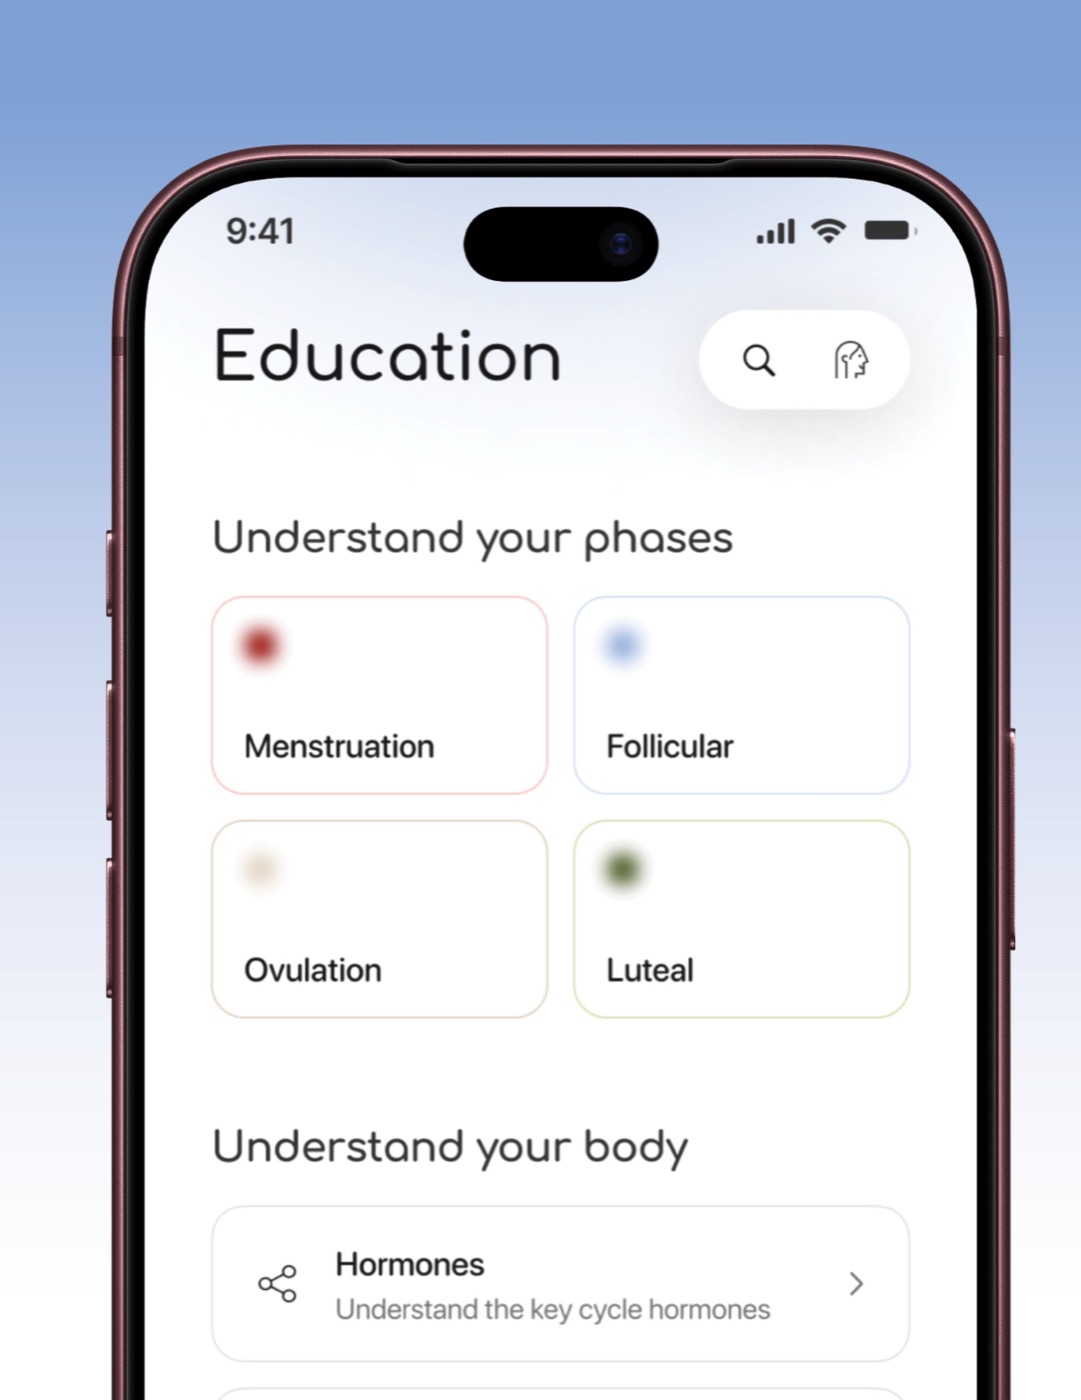 9:41
Education
Understand your phases
Menstruation
Follicular
Ovulation
Luteal
Understand your body
Hormones
Understand the key cycle hormones